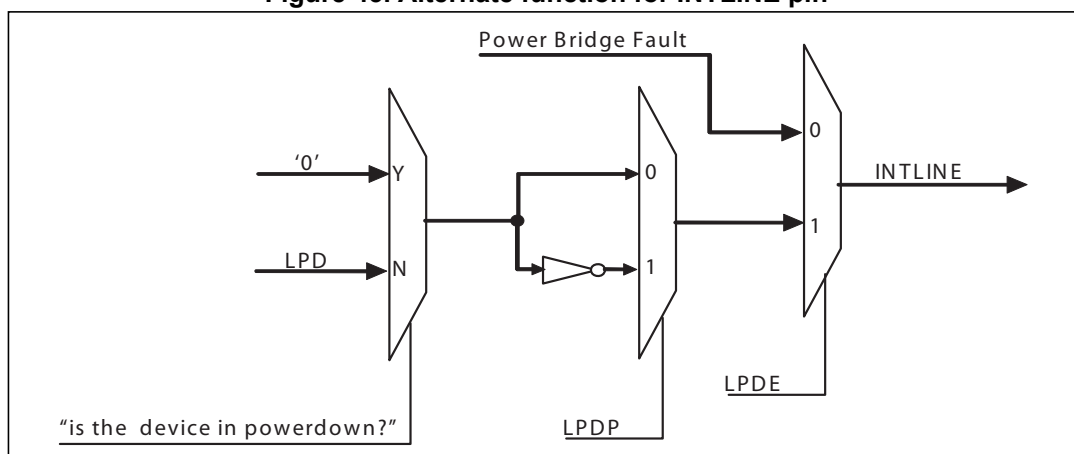 Figure Alternate function for INTLINE pin
Power Bridge Fault
0
‘0’
Y
0
INTLINE
1
LPD
N
1
LPDE
“is the device in powerdown?”
LPDP